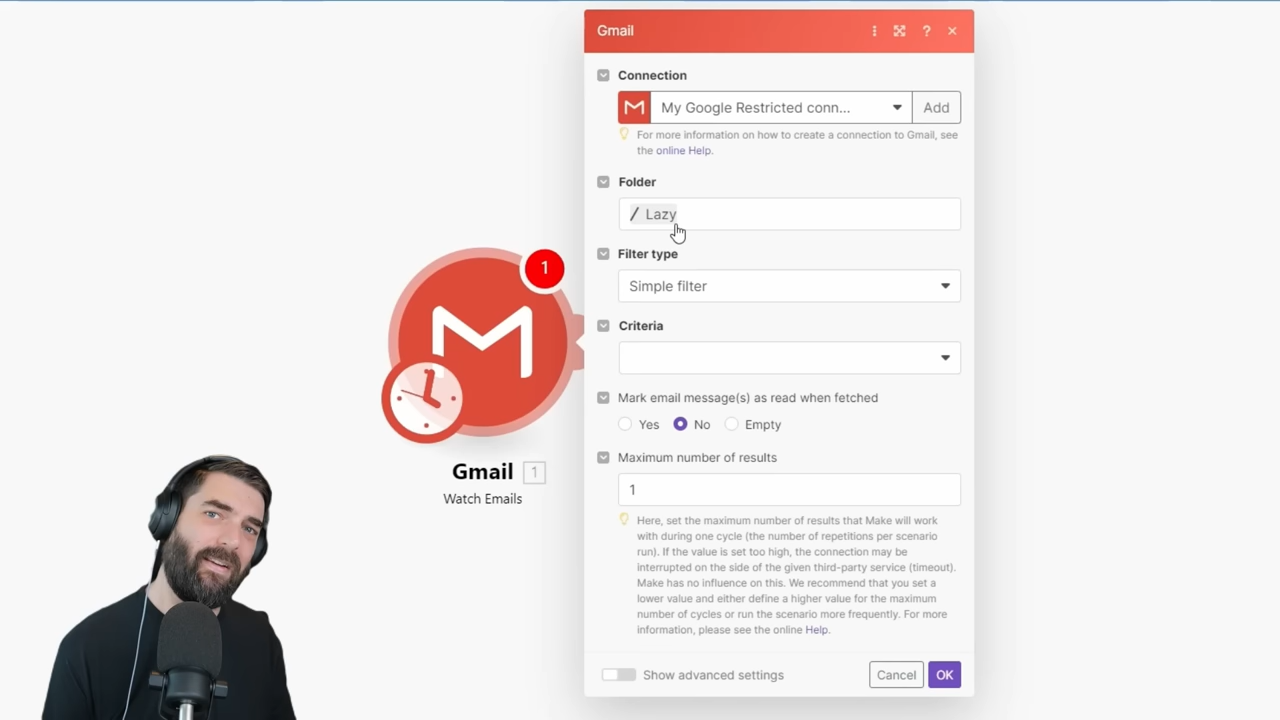 Gmail
?
Connection
My Google Restricted conn...
Add
For more information on how to create a connection to Gmail, see
the online Help.
Folder
/ Lazy
Filter type
Simple filter
Criteria
Mark email message(s) as read when fetched
Yes
No
Empty
Maximum number of results
1
Here, set the maximum number of results that Make will work
with during one cycle (the number of repetitions per scenario
run). If the value is set too high, the connection may be
interrupted on the side of the given third-party service (timeout).
Make has no influence on this. We recommend that you set a
lower value and either define a higher value for the maximum
number of cycles or run the scenario more frequently. For more
information, please see the online Help.
Show advanced settings
Cancel
OK
1
M
Gmail 1
Watch Emails